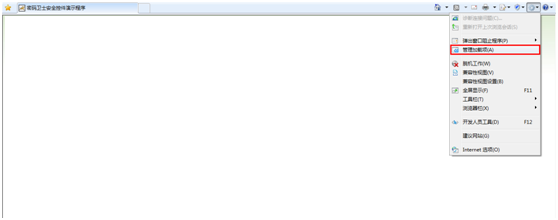 密码卫士安全控件演示程序
诊断连接问题(C)...
重新打开上次浏览会话(S)
弹出窗口阻止程序(P)
管理加载项(A)
脱机工作(W)
兼容性视图(V)
兼容性视图设置(B)
全屏显示(F) F11
工具栏(T)
浏览器栏(X)
开发人员工具(D) F12
建议网站(G)
Internet 选项(O)